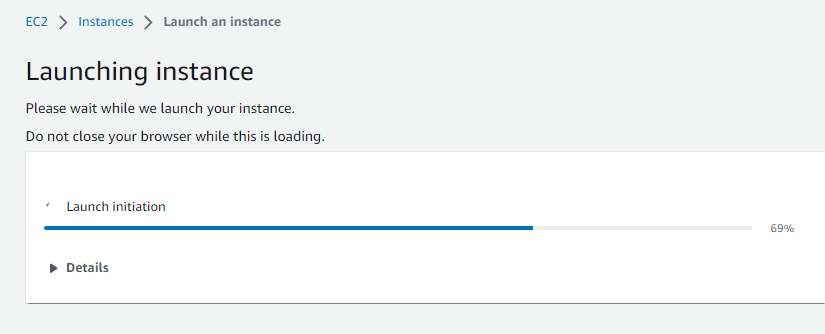 EC2 Instances Launch an instance
Launching instance
Please wait while we launch your instance.
Do not close your browser while this is loading.
Launch initiation
69%
Details